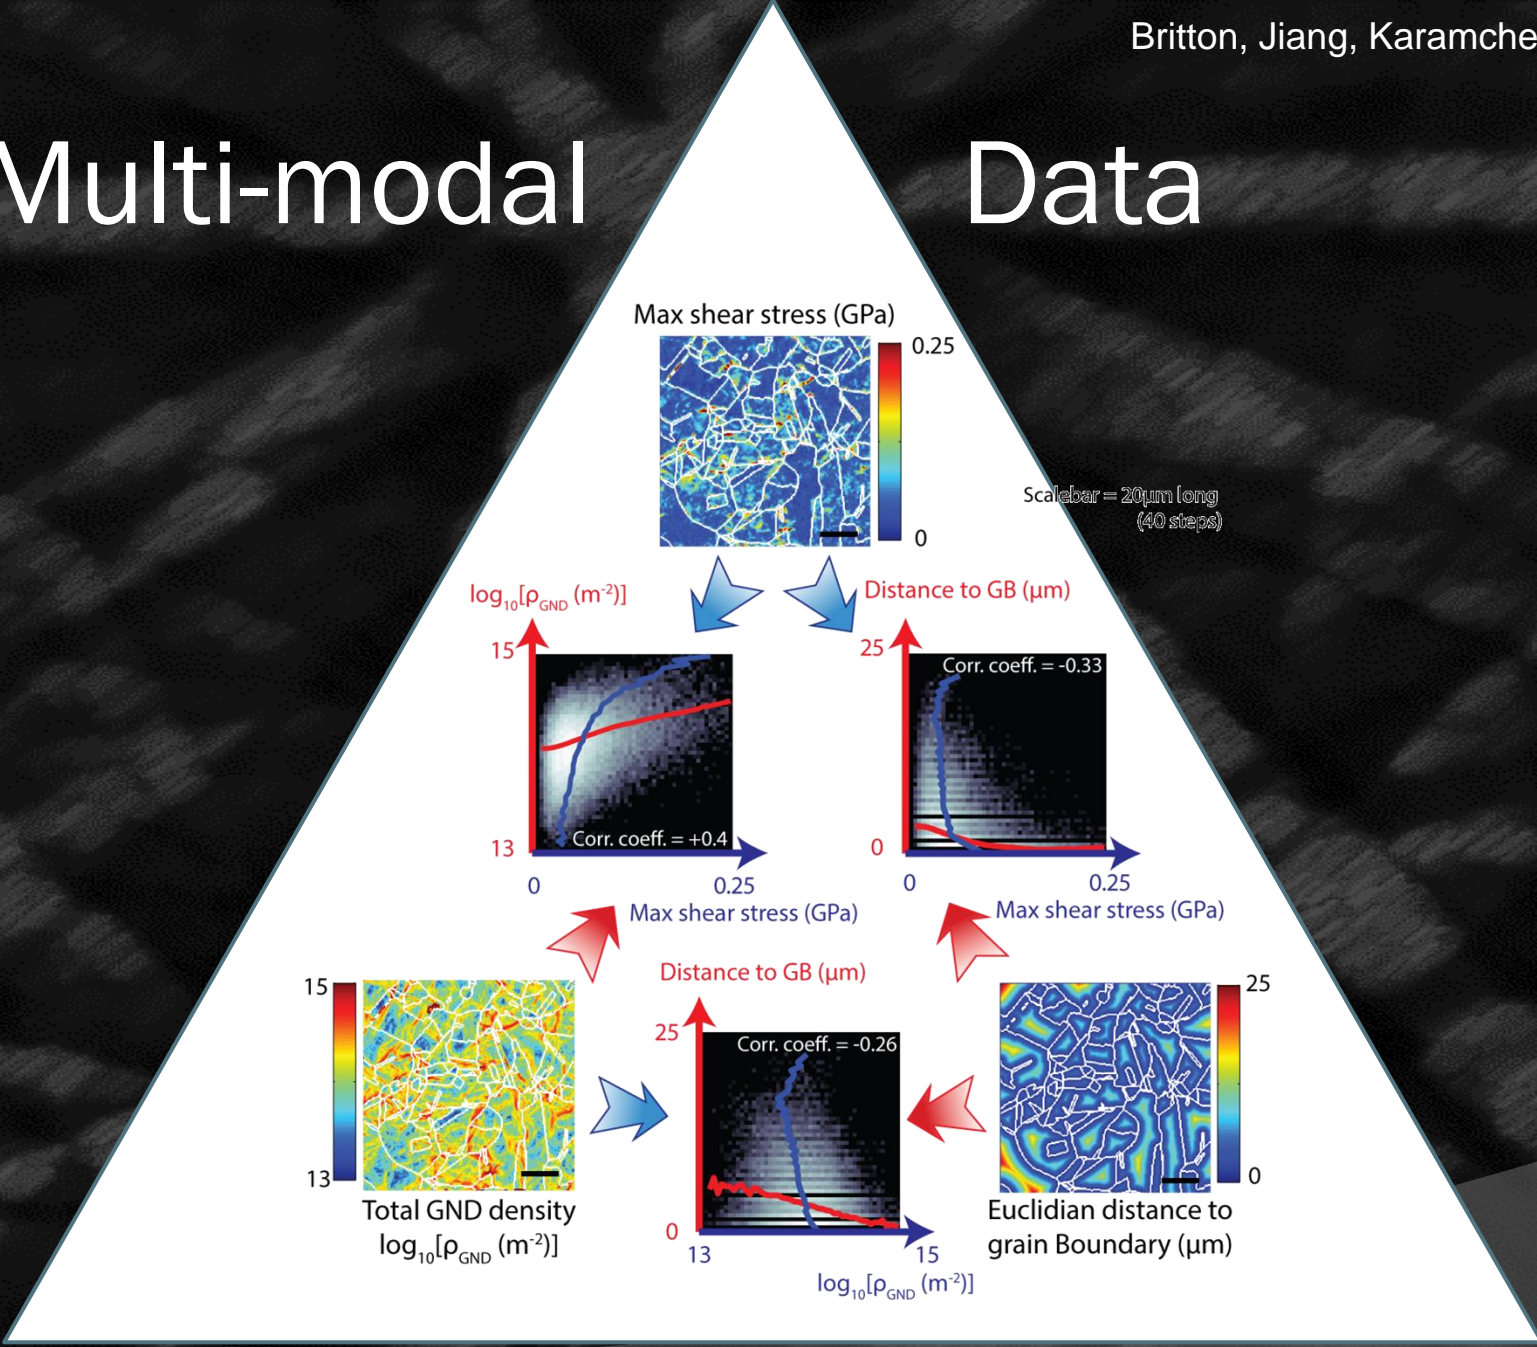 Britton, Jiang, Karamche
Multi-modal Data
Max shear stress (GPa)
0.25
0
Scalebar = 20µm long
(40 steps)
log₁₀[ρGND (m⁻²)]
15
13
Corr. coeff. = +0.4
0
0.25
Max shear stress (GPa)
Distance to GB (µm)
25
0
Corr. coeff. = -0.33
0
0.25
Max shear stress (GPa)
15
13
Total GND density
log₁₀[ρGND (m⁻²)]
Distance to GB (µm)
25
0
Corr. coeff. = -0.26
13
15
log₁₀[ρGND (m⁻²)]
25
0
Euclidian distance to
grain Boundary (µm)